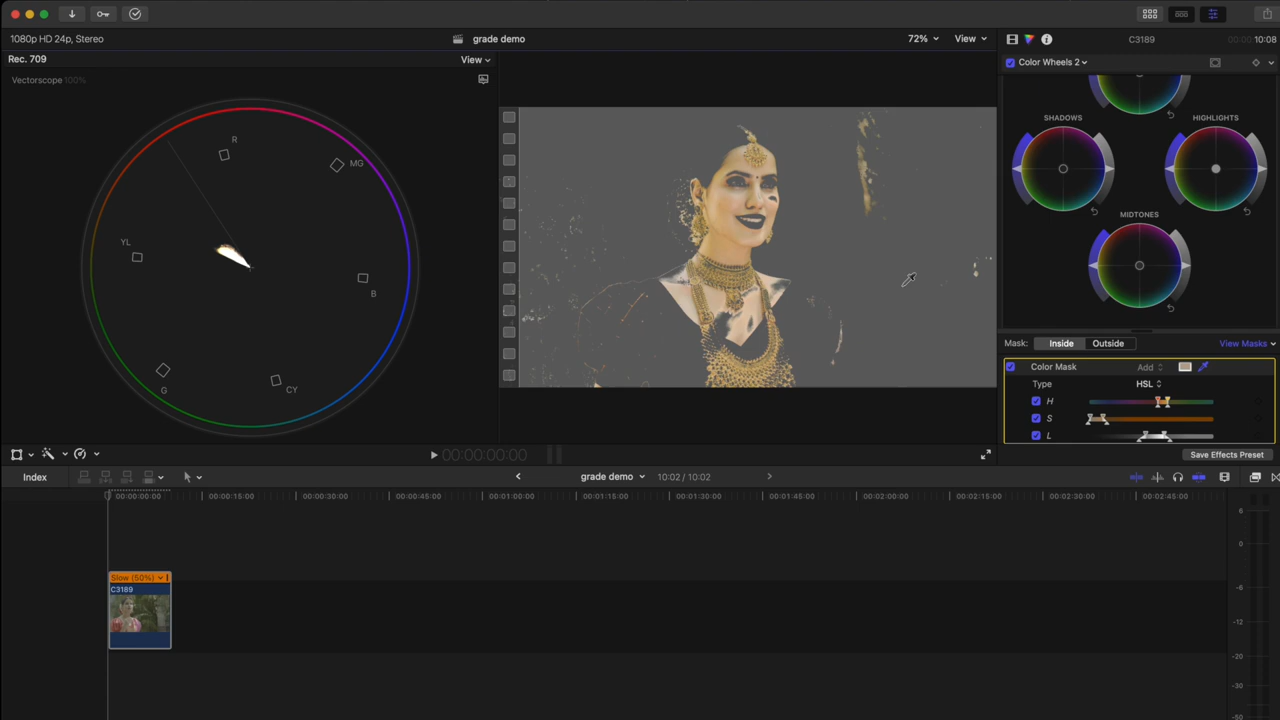 1080p HD 24p, Stereo
grade demo
72%
View
C3189
00:00 10:08
Rec. 709
View
Color Wheels 2
Vectorscope 100%
R
MG
YL
B
G
CY
SHADOWS
HIGHLIGHTS
MIDTONES
Mask:
Inside
Outside
View Masks
Color Mask
Add
Type
HSL
H
S
L
00:00:00:00
Save Effects Preset
Index
grade demo
10:02 / 10:02
00:00:00:00
00:00:15:00
00:00:30:00
00:00:45:00
00:01:00:00
00:01:15:00
00:01:30:00
00:01:45:00
00:02:00:00
00:02:15:00
00:02:30:00
00:02:45:00
6
0
-6
-12
-20
-30
-50
Slow (50%)
C3189